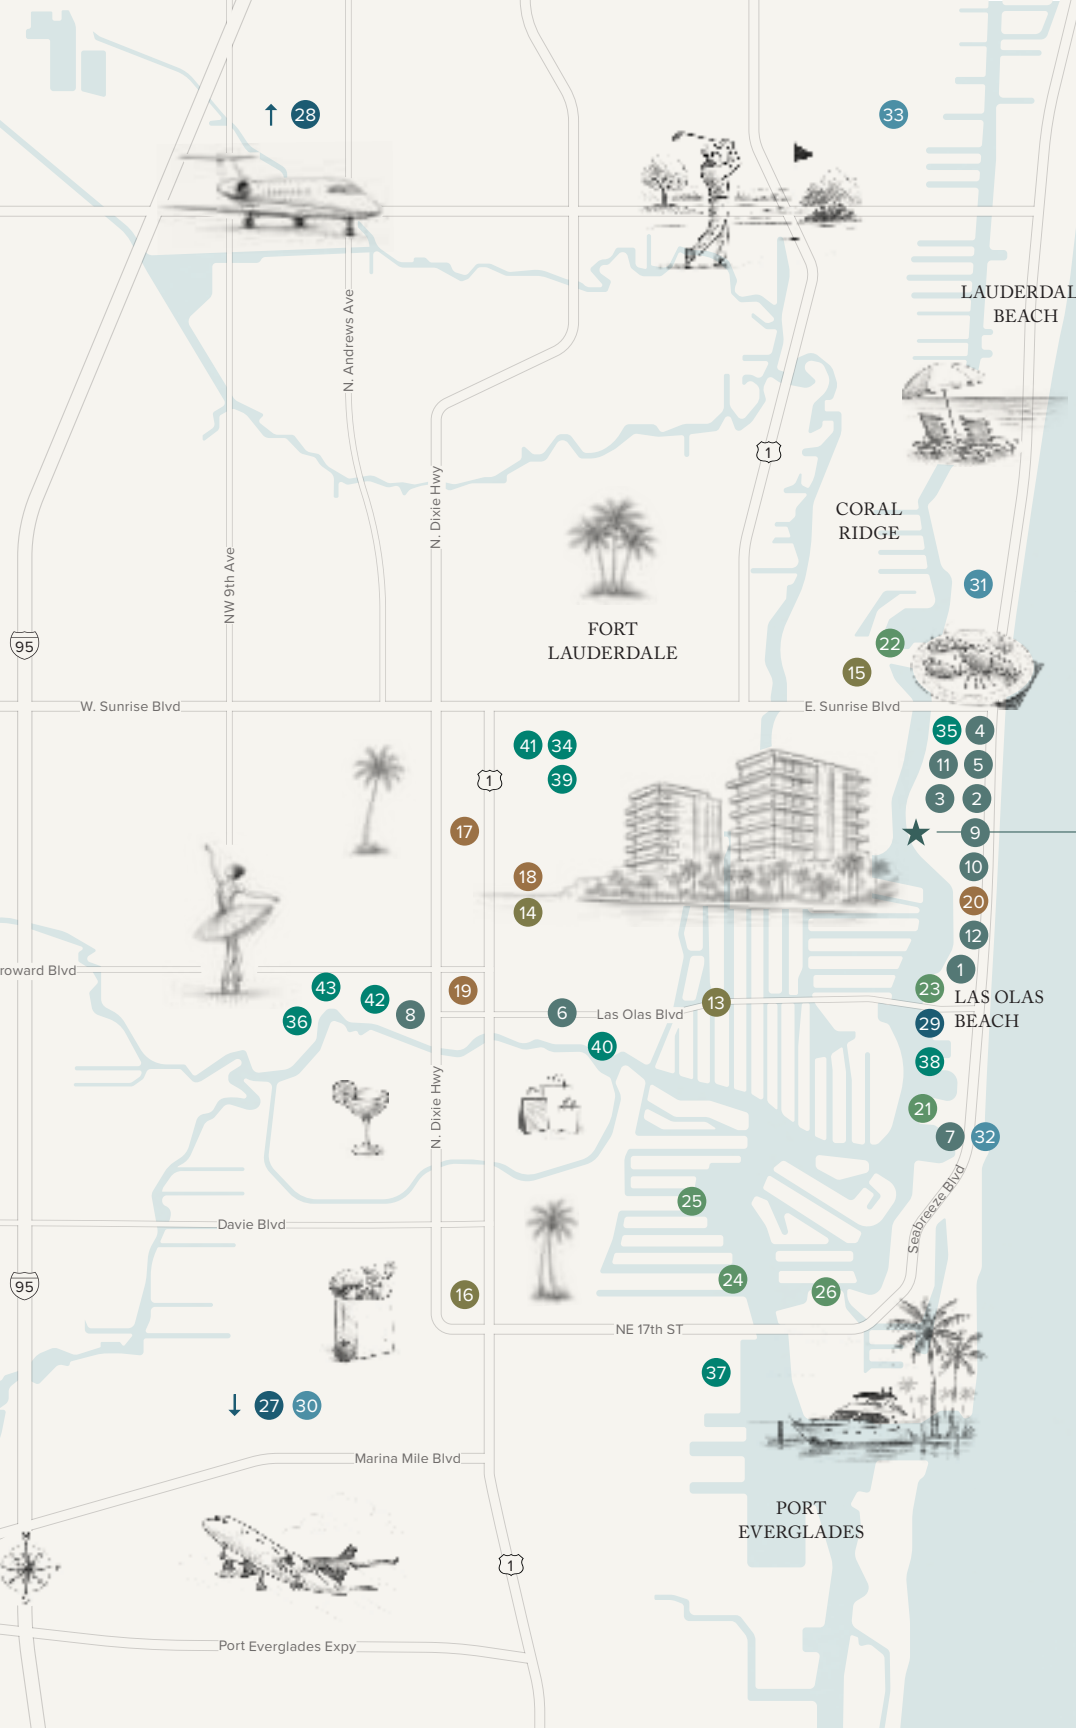 28
33
LAUDERDAL
BEACH
N. Andrews Ave
1
N. Dixie Hwy
CORAL
RIDGE
NW 9th Ave
31
FORT
LAUDERDALE
95
22
15
W. Sunrise Blvd
E. Sunrise Blvd
35 4
41 34
11 5
39
1
3 2
17
9
10
18
20
14
12
roward Blvd
1
43
42
19
23
13
LAS OLAS
BEACH
36
8
6
Las Olas Blvd
29
40
38
N. Dixie Hwy
21
7 32
Seabreeze Blvd
25
Davie Blvd
24
95
16
26
NE 17th ST
37
27 30
Marina Mile Blvd
PORT
EVERGLADES
N
1
Port Everglades Expy